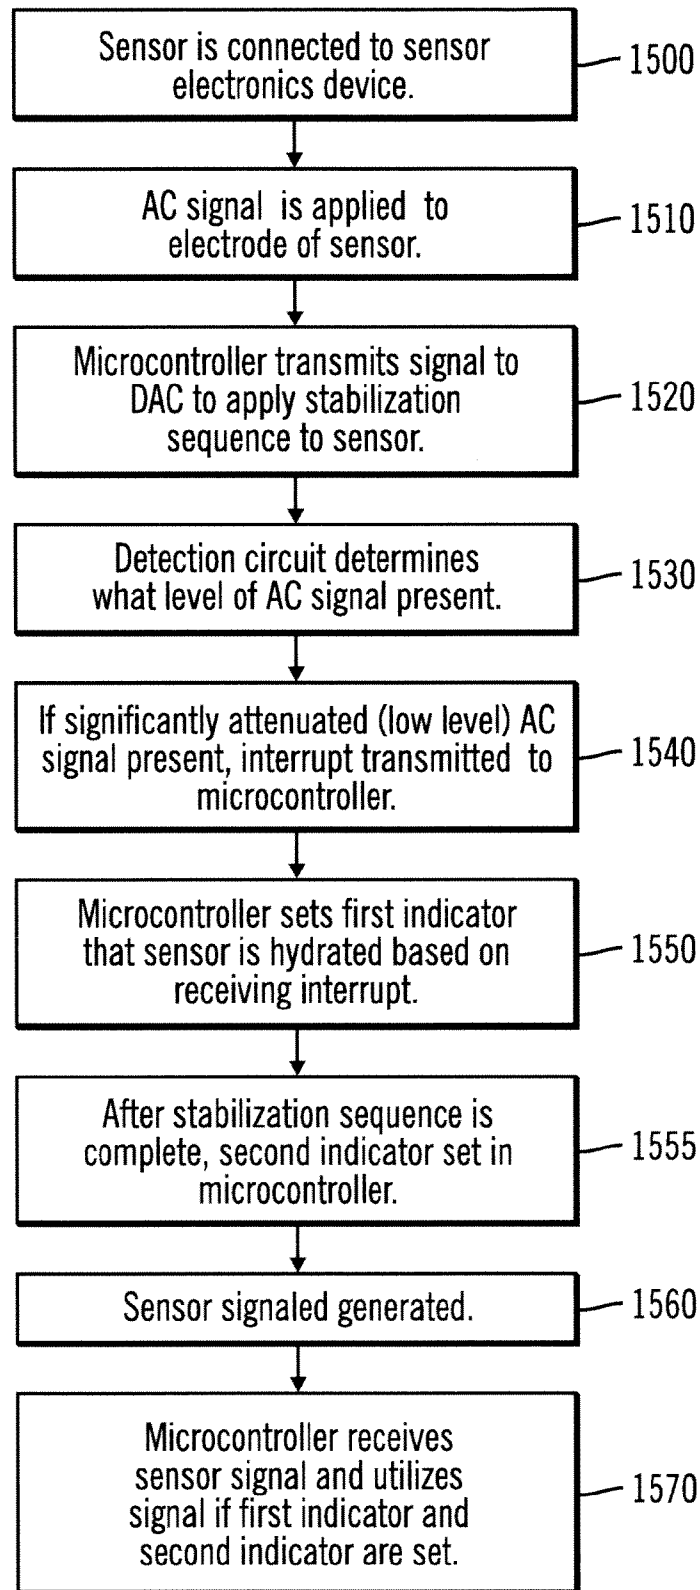 Sensor is connected to sensor
electronics device.
1500
AC signal is applied to
electrode of sensor.
1510
Microcontroller transmits signal to
DAC to apply stabilization
sequence to sensor.
1520
Detection circuit determines
what level of AC signal present.
1530
If significantly attenuated (low level) AC
signal present, interrupt transmitted to
microcontroller.
1540
Microcontroller sets first indicator
that sensor is hydrated based on
receiving interrupt.
1550
After stabilization sequence is
complete, second indicator set in
microcontroller.
1555
Sensor signaled generated.
1560
Microcontroller receives
sensor signal and utilizes
signal if first indicator and
second indicator are set.
1570